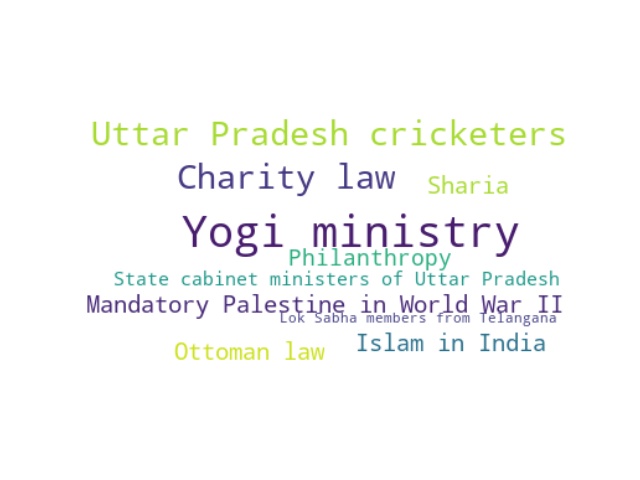 Uttar Pradesh cricketers
Charity law
Sharia
Yogi ministry
Philanthropy
State cabinet ministers of Uttar Pradesh
Mandatory Palestine in World War II
Lok Sabha members from Telangana
Islam in India
Ottoman law